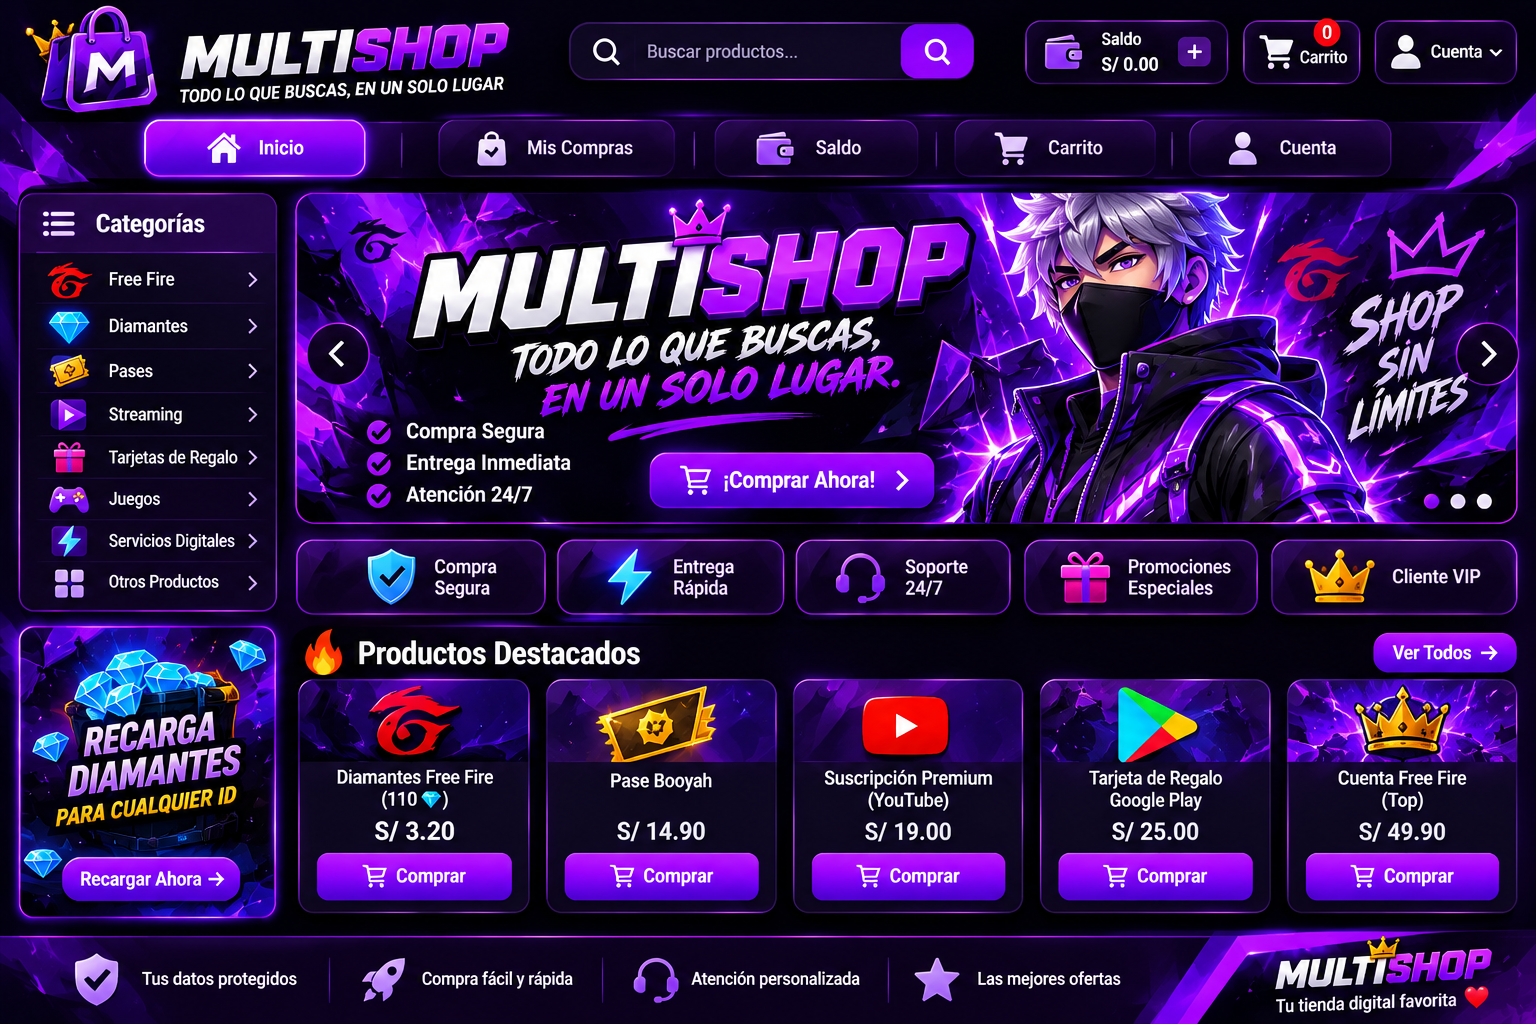 M
MULTISHOP
TODO LO QUE BUSCAS, EN UN SOLO LUGAR
Buscar productos...
Saldo
S/ 0.00
+
0
Carrito
Cuenta
Inicio
Mis Compras
Saldo
Carrito
Cuenta
Categorías
Free Fire
Diamantes
Pases
Streaming
Tarjetas de Regalo
Juegos
Servicios Digitales
Otros Productos
MULTISHOP
TODO LO QUE BUSCAS,
EN UN SOLO LUGAR.
Compra Segura
Entrega Inmediata
Atención 24/7
¡Comprar Ahora!
SHOP
SIN
LÍMITES
Compra
Segura
Entrega
Rápida
Soporte
24/7
Promociones
Especiales
Cliente VIP
RECARGA
DIAMANTES
PARA CUALQUIER ID
Recargar Ahora →
Productos Destacados
Ver Todos →
Diamantes Free Fire
(110 💎)
S/ 3.20
Comprar
Pase Booyah
S/ 14.90
Comprar
Suscripción Premium
(YouTube)
S/ 19.00
Comprar
Tarjeta de Regalo
Google Play
S/ 25.00
Comprar
Cuenta Free Fire
(Top)
S/ 49.90
Comprar
Tus datos protegidos
Compra fácil y rápida
Atención personalizada
Las mejores ofertas
MULTISHOP
Tu tienda digital favorita ❤️